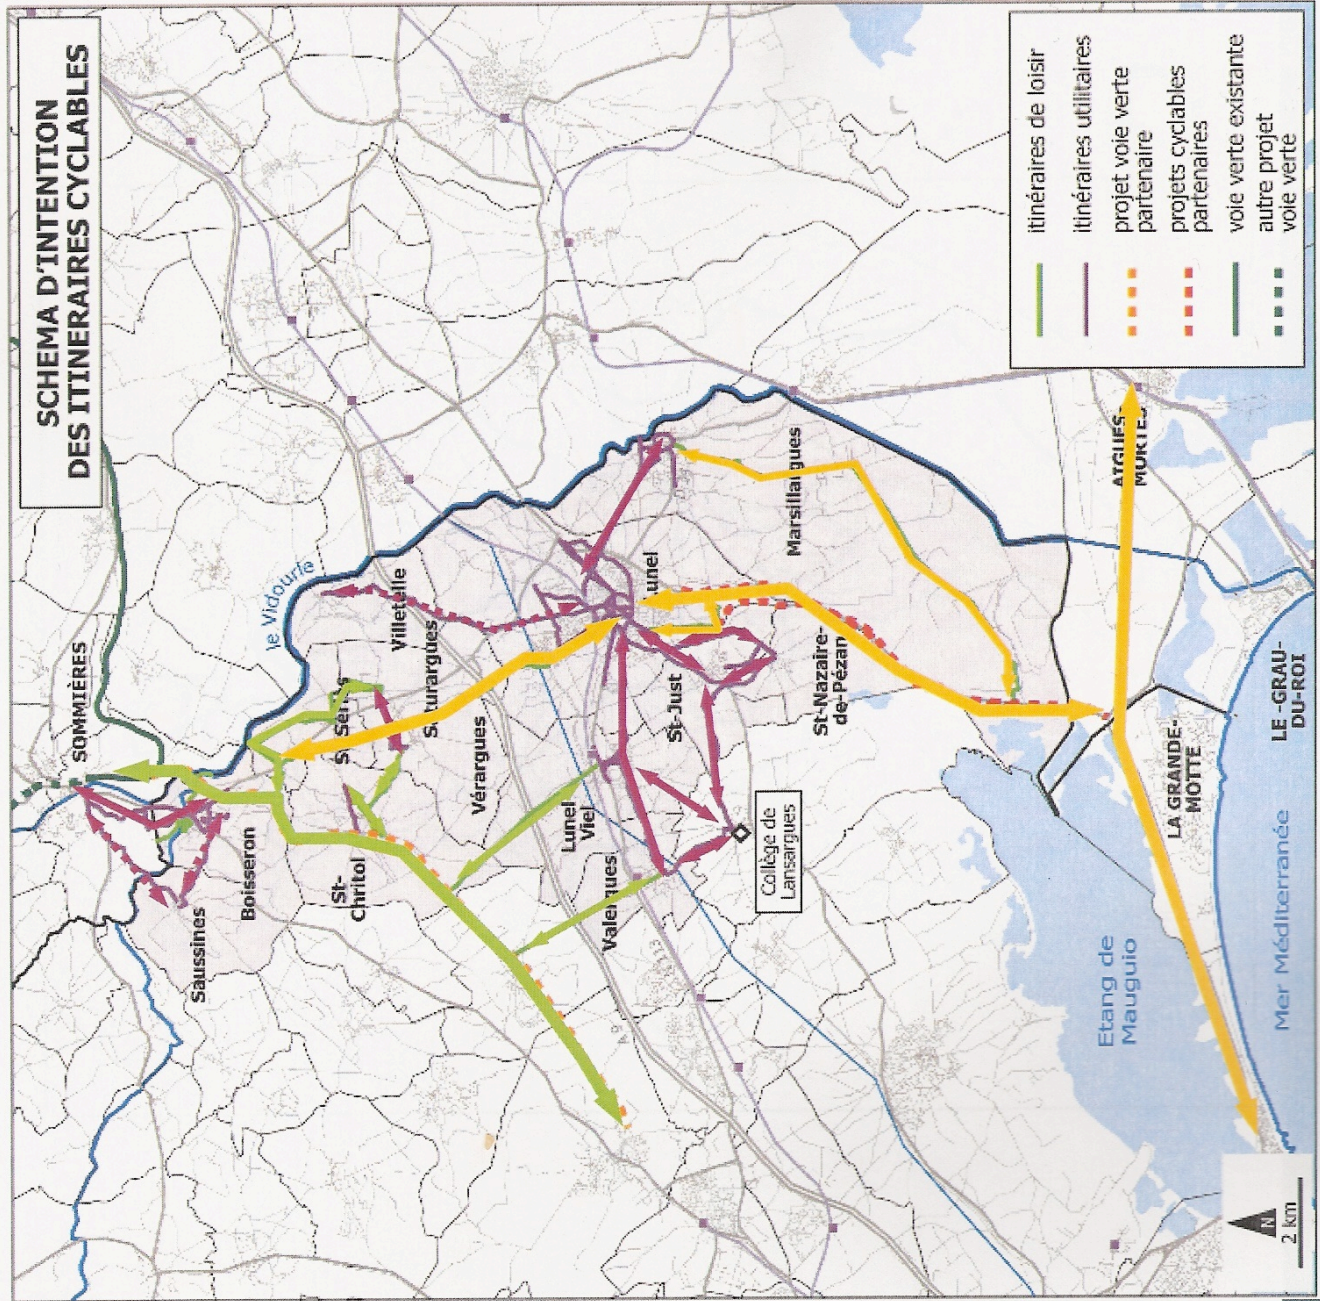 SCHEMA D'INTENTION
DES ITINERAIRES CYCLABLES
SOMMIÈRES
le Vidourle
Saussines
Boisseron
St-
Chritol
St-Séries
Villetelle
Saturargues
Vérargues
Lunel
Viel
Valergues
Lunel
St-Just
Collège de
Lansargues
Marsillargues
St-Nazaire-
de-Pézan
AIGUES-
MORTES
LA GRANDE-
MOTTE
LE -GRAU-
DU-ROI
Etang de
Mauguio
Mer Méditerranée
itinéraires de loisir
itinéraires utilitaires
projet voie verte
partenaire
projets cyclables
partenaires
voie verte existante
autre projet
voie verte
N
2 km